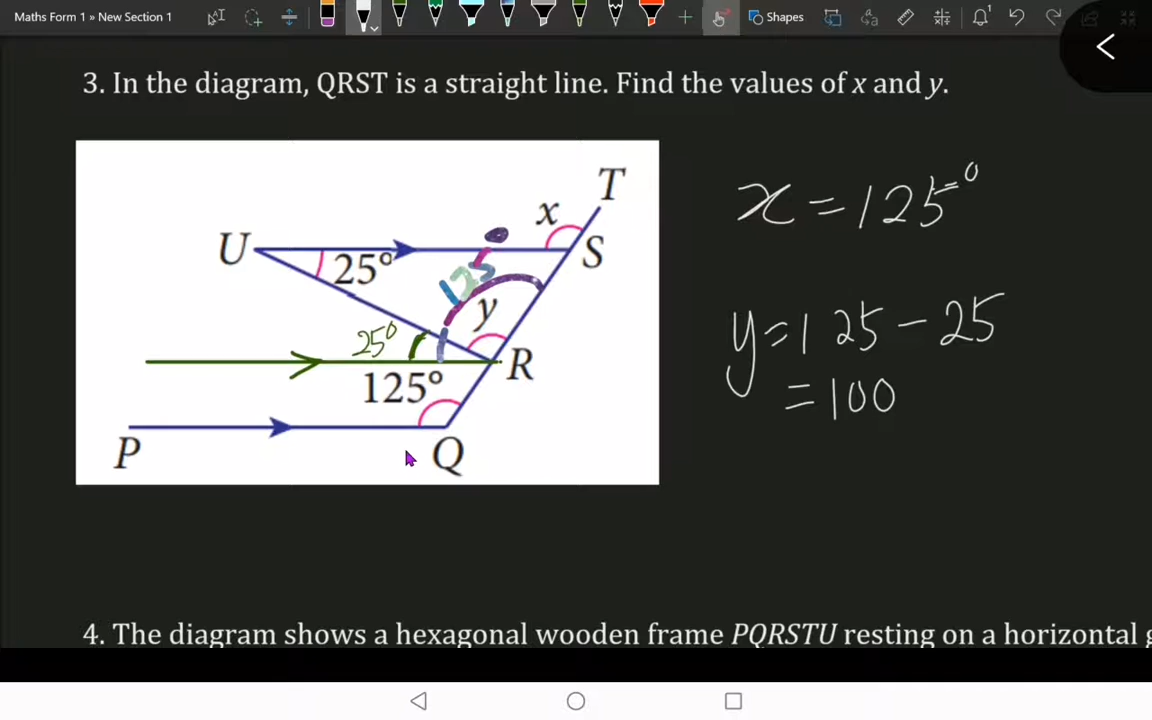 Maths Form 1 » New Section 1
Shapes
3. In the diagram, QRST is a straight line. Find the values of x and y.
T
x
U
S
25°
125
y
25°
R
125°
P
Q
x = 125°
y = 125 - 25
= 100
4. The diagram shows a hexagonal wooden frame PQRSTU resting on a horizontal g